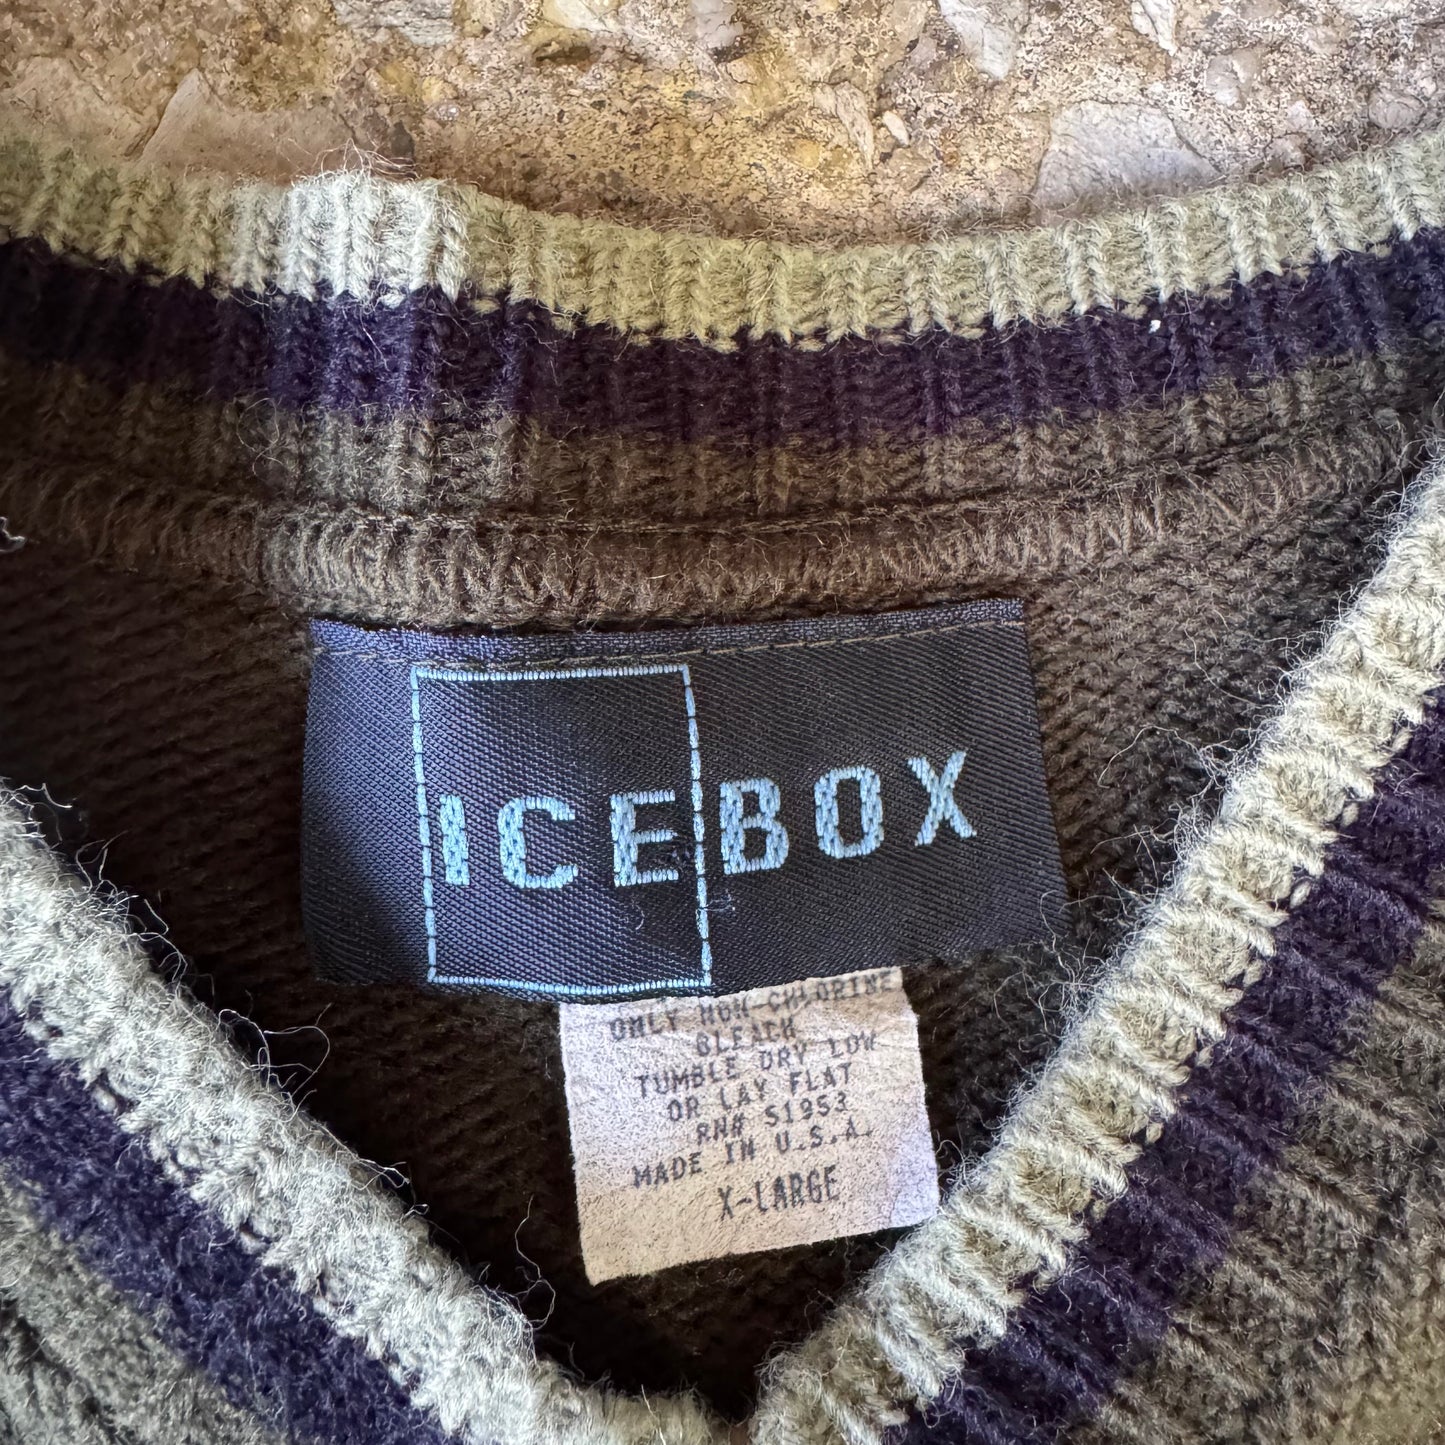 ICEBOX
ONLY NON-CHLORINE
BLEACH
TUMBLE DRY LOW
OR LAY FLAT
RN# 51953
MADE IN U.S.A.
X-LARGE